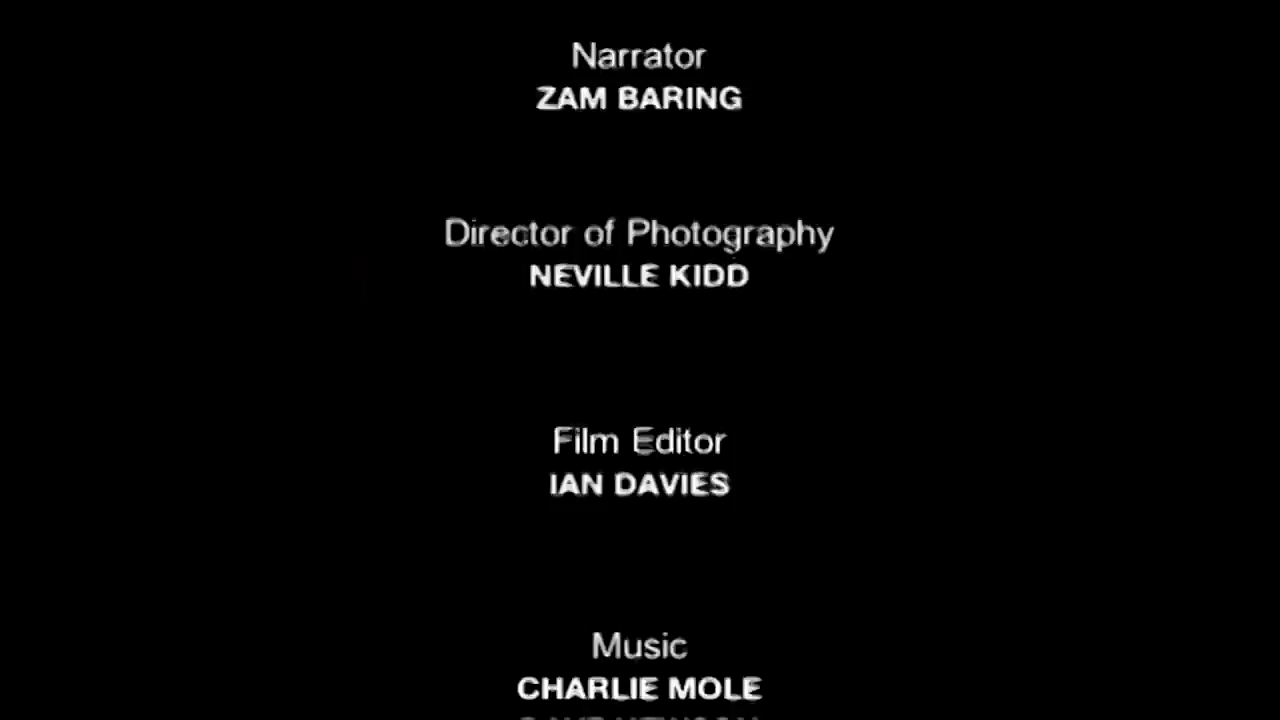 Narrator
ZAM BARING
Director of Photography
NEVILLE KIDD
Film Editor
IAN DAVIES
Music
CHARLIE MOLE